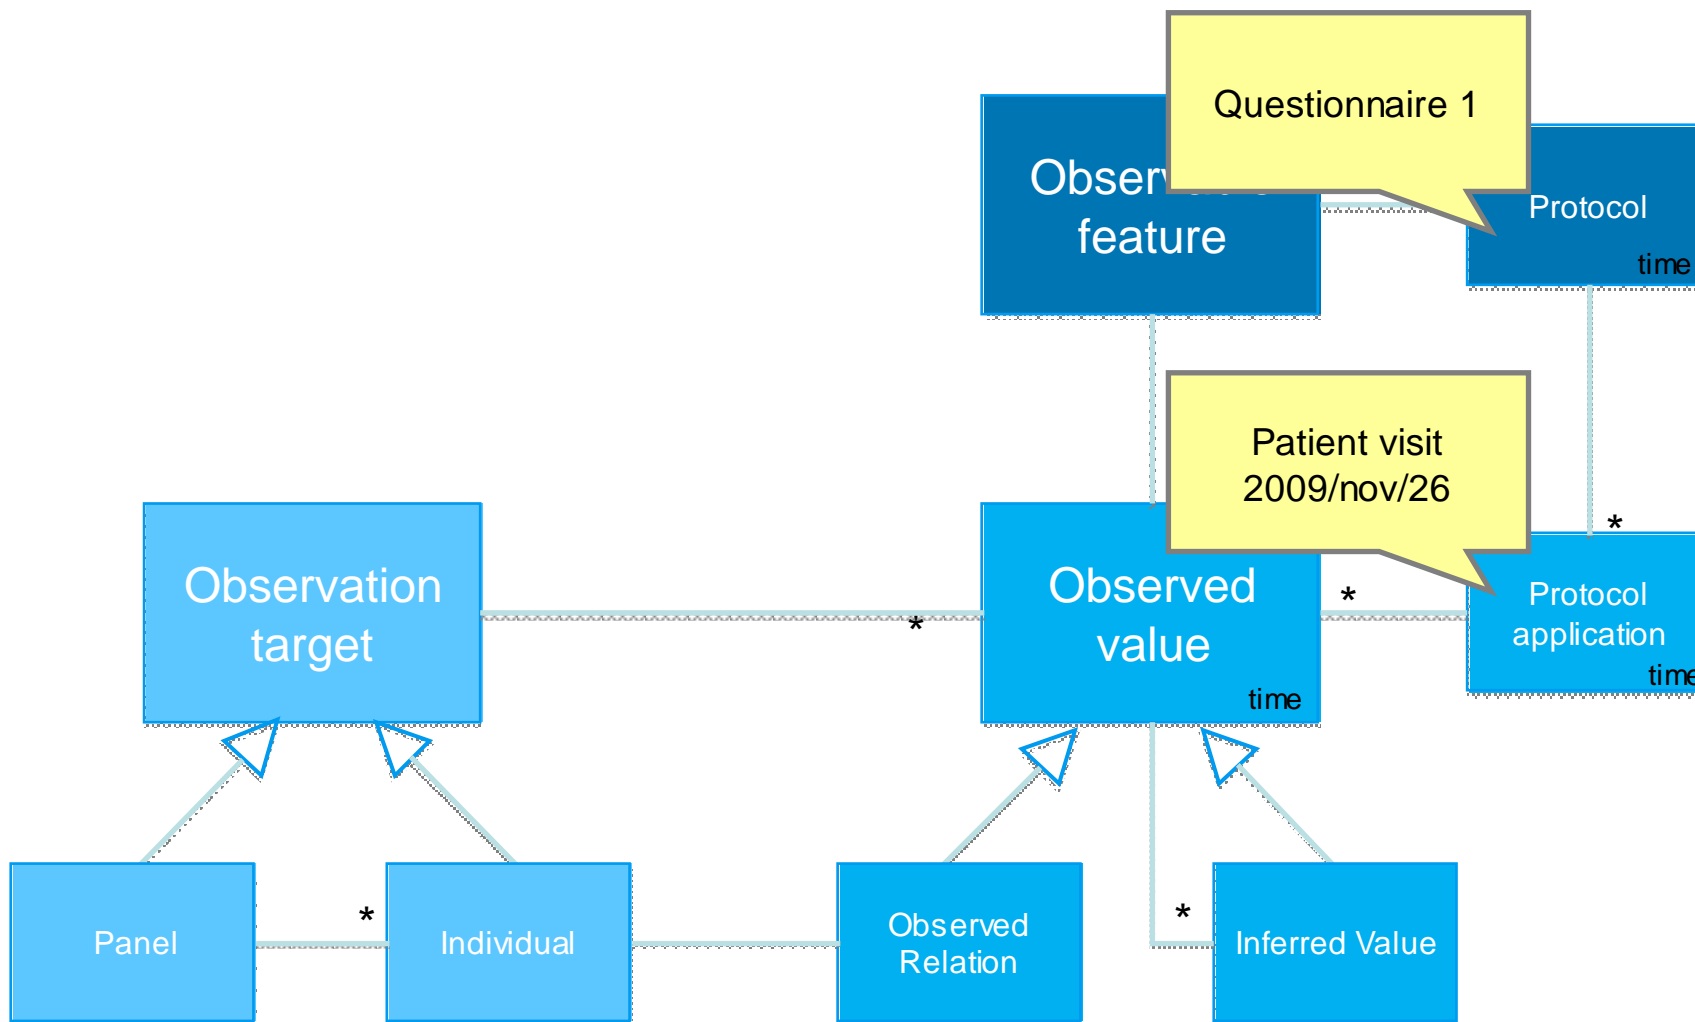 Questionnaire 1
feature
Protocol
time
Patient visit
2009/nov/26
*
Observation
target
*
Observed
value
time
*
Protocol
application
time
Panel
*
Individual
Observed
Relation
*
Inferred Value